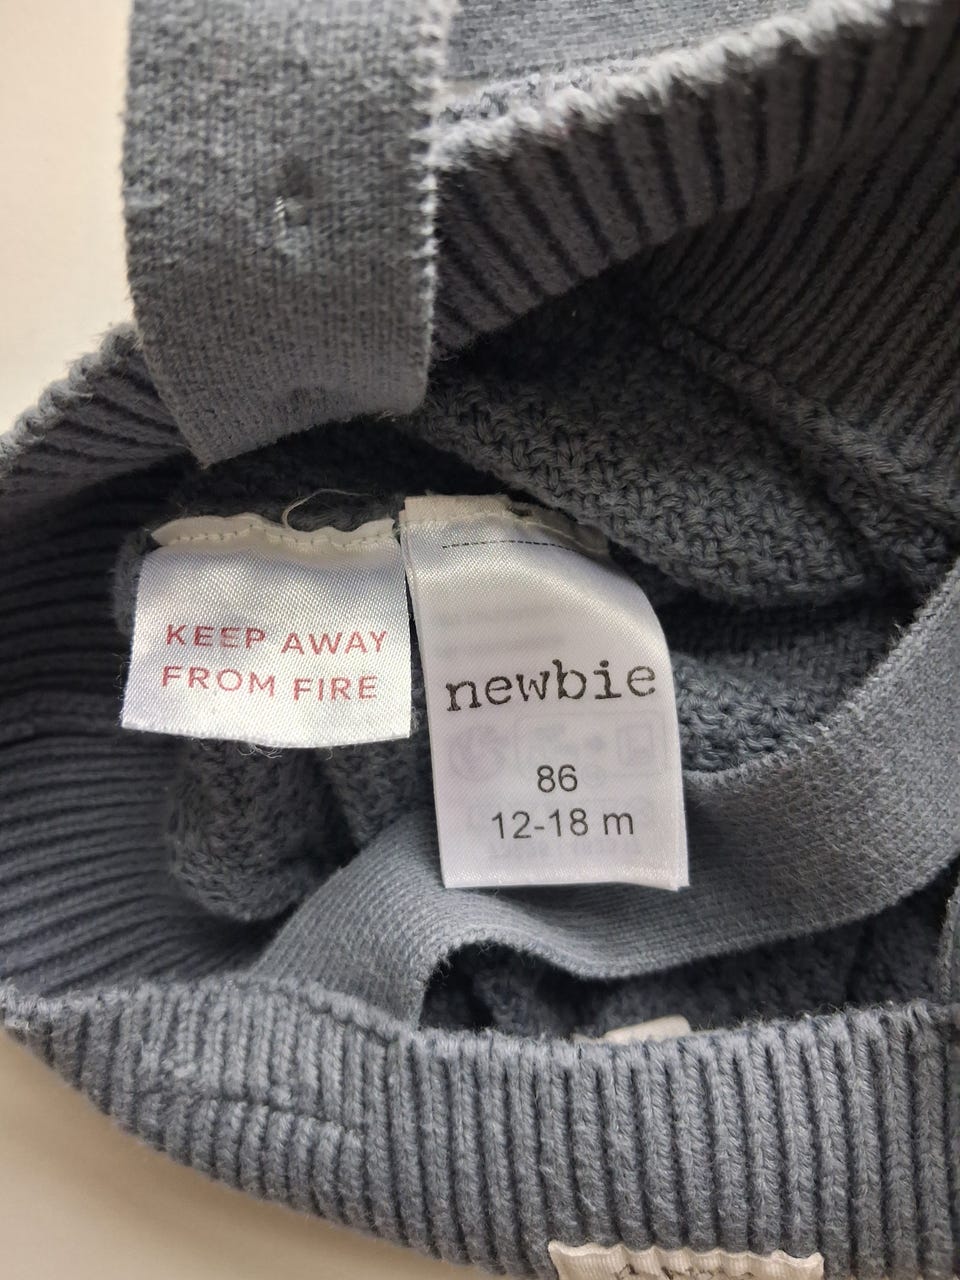 KEEP AWAY
FROM FIRE
newbie
86
12-18 m